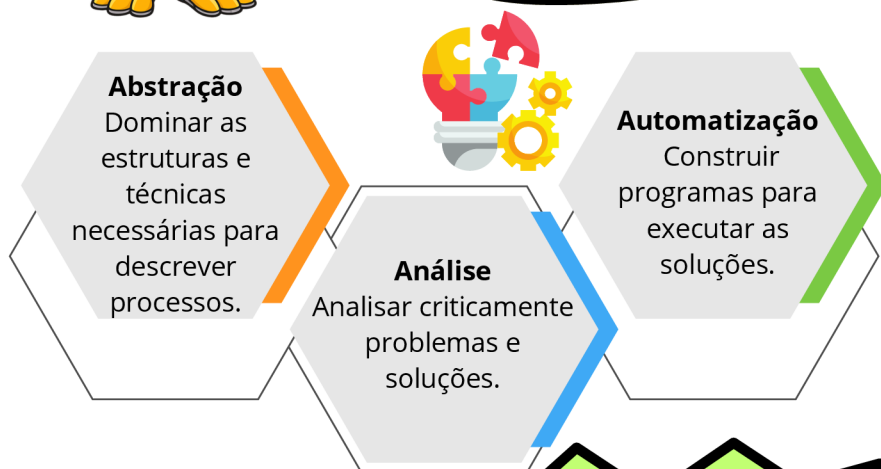 Abstração
Dominar as
estruturas e
técnicas
necessárias para
descrever
processos.
Análise
Analisar criticamente
problemas e
soluções.
Automatização
Construir
programas para
executar as
soluções.